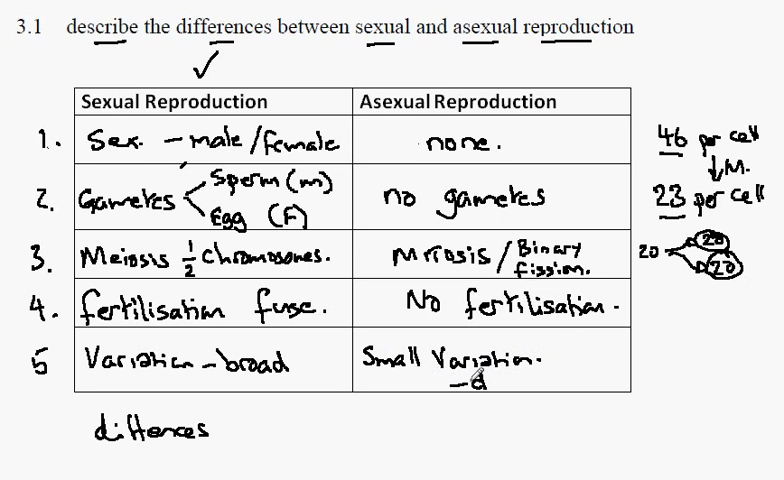 3.1 describe the differences between sexual and asexual reproduction
Sexual Reproduction Asexual Reproduction
1. Sex. - male/female none.
2. Gametes Sperm (m) Egg (F) no gametes
3. Meiosis 1/2 chromosones. Mitosis / Binary fission.
4. fertilisation fuse. No fertilisation.
5 Variation - broad Small Variation.
- d
differences
46 per cell
M.
23 per cell
20 20
20